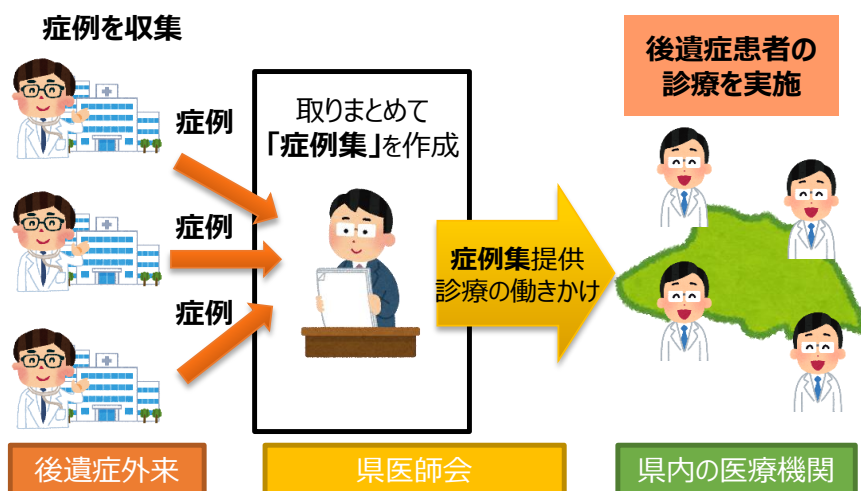 症例を収集
症例
症例
症例
取りまとめて
「症例集」を作成
症例集提供
診療の働きかけ
後遺症患者の
診療を実施
後遺症外来
県医師会
県内の医療機関